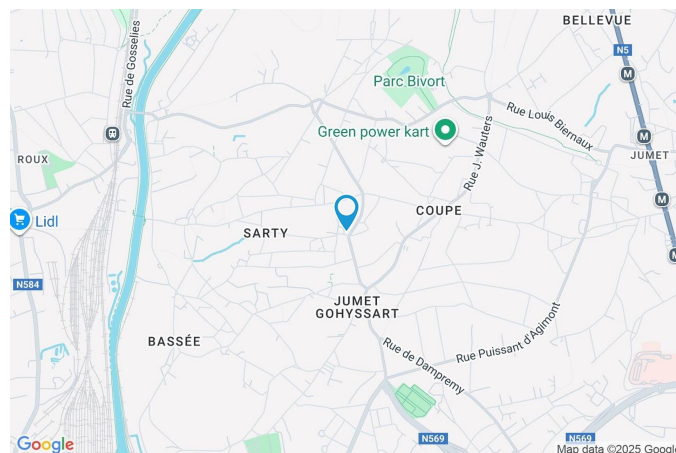 BELLEVUE
Rue de Gosselies
N5
M
Parc Bivort
Rue Louis Biernaux
Green power kart
Rue J. Wauters
M
JUMET
ROUX
M
COUPE
Lidl
SARTY
M
N584
JUMET
GOHYSSART
BASSÉE
Rue de Dampremy
Rue Puissant d'Agimont
N569
N569
Google
Map data ©2025 Google